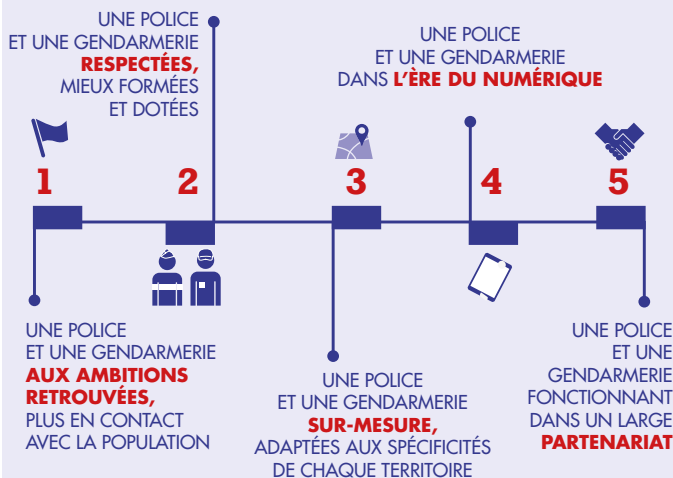 UNE POLICE
ET UNE GENDARMERIE
RESPECTÉES,
MIEUX FORMÉES
ET DOTÉES
UNE POLICE
ET UNE GENDARMERIE
DANS L'ÈRE DU NUMÉRIQUE
1
2
3
4
5
UNE POLICE
ET UNE GENDARMERIE
AUX AMBITIONS
RETROUVÉES,
PLUS EN CONTACT
AVEC LA POPULATION
UNE POLICE
ET UNE GENDARMERIE
SUR-MESURE,
ADAPTÉES AUX SPÉCIFICITÉS
DE CHAQUE TERRITOIRE
UNE POLICE
ET UNE
GENDARMERIE
FONCTIONNANT
DANS UN LARGE
PARTENARIAT